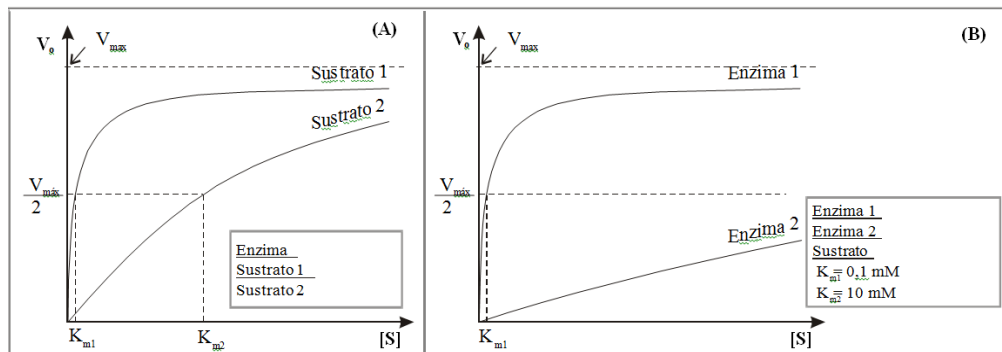 (A)
V₀
Vmax
Sustrato 1
Sustrato 2
Vmáx
2
Enzima
Sustrato 1
Sustrato 2
Km1
Km2
[S]
(B)
V₀
Vmax
Enzima 1
Vmáx
2
Enzima 2
Enzima 1
Enzima 2
Sustrato
Km1= 0,1 mM
Km2= 10 mM
Km1
[S]